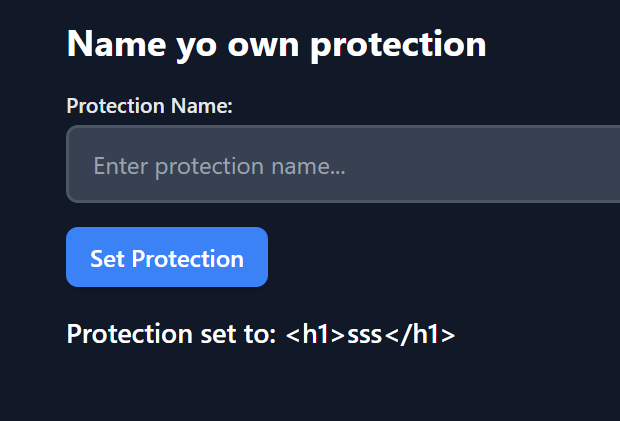 Name yo own protection
Protection Name:
Enter protection name...
Set Protection
Protection set to: <h1>sss</h1>